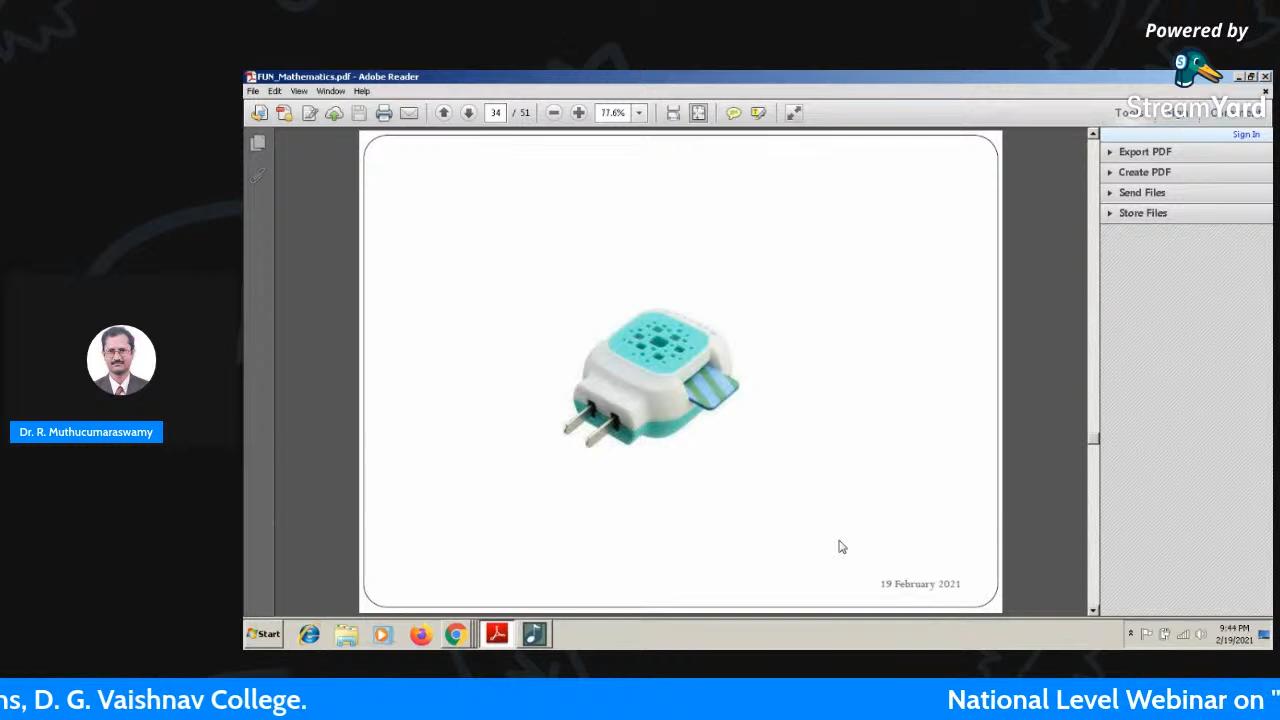 Powered by
StreamYard
FUN_Mathematics.pdf - Adobe Reader
File Edit View Window Help
34 / 51 77.6%
Sign In
Export PDF
Create PDF
Send Files
Store Files
19 February 2021
Dr. R. Muthucumaraswamy
Start
9:44 PM
2/19/2021
ns, D. G. Vaishnav College. National Level Webinar on "